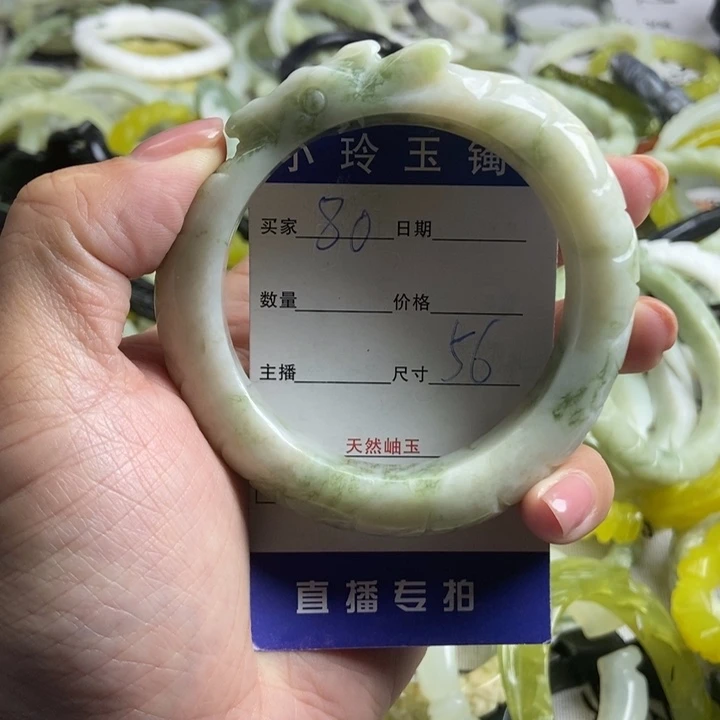 小玲玉镯
买家 80 日期
数量 价格
主播 尺寸 56
天然岫玉
直播专拍